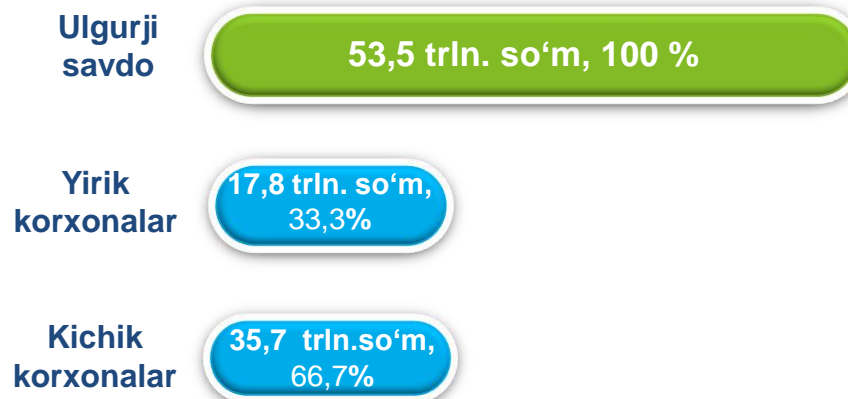 Ulgurji
savdo
53,5 trln. so‘m, 100 %
Yirik
korxonalar
17,8 trln. so‘m,
33,3%
Kichik
korxonalar
35,7 trln.so‘m,
66,7%